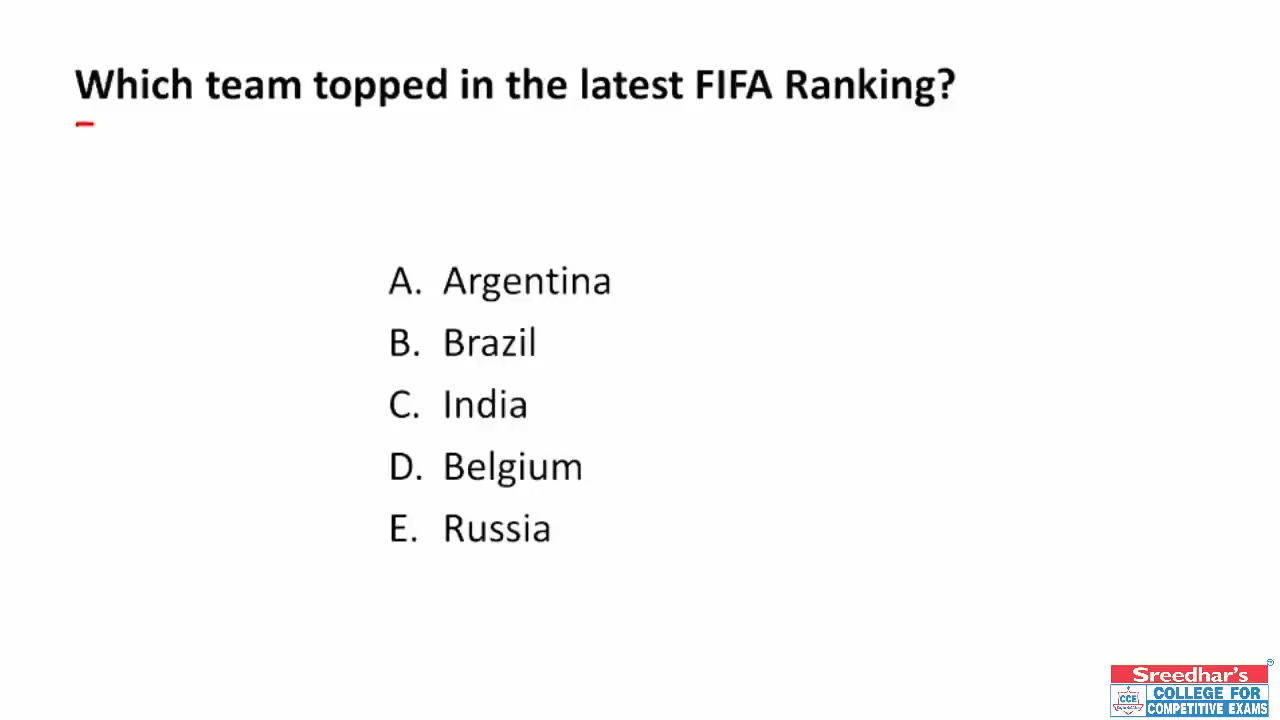 Which team topped in the latest FIFA Ranking?
A. Argentina
B. Brazil
C. India
D. Belgium
E. Russia
Sreedhar's
CCE
COLLEGE FOR
COMPETITIVE EXAMS